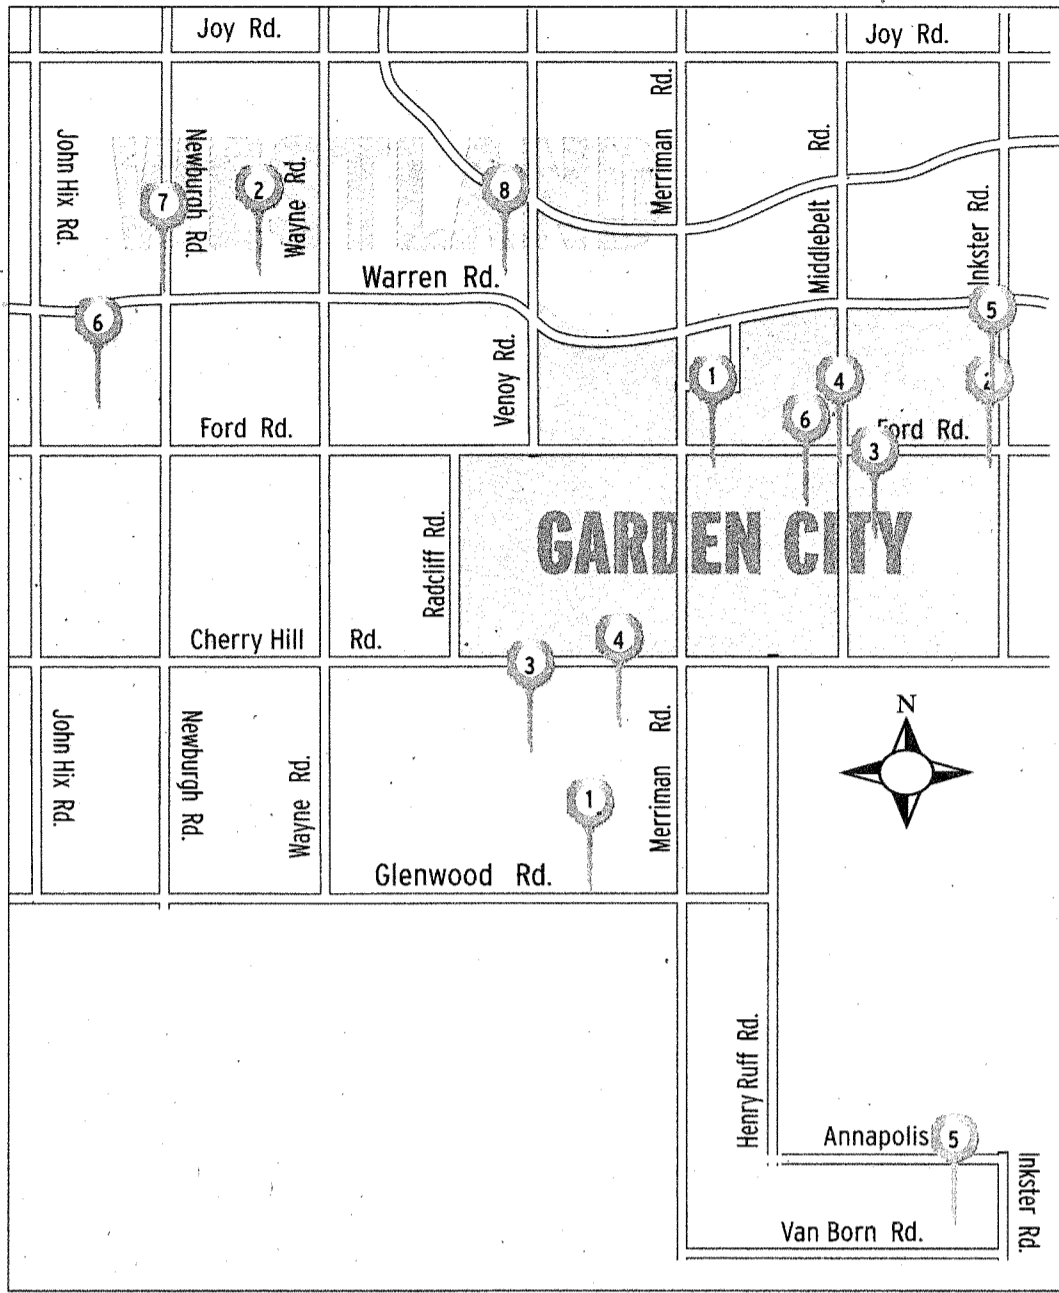 Joy Rd.
Joy Rd.
John Hix Rd.
Newburgh Rd.
Wayne Rd.
WESTLAND
Merriman Rd.
Middlebelt Rd.
Inkster Rd.
7
2
8
Warren Rd.
6
5
Venoy Rd.
1
4
2
6
Ford Rd.
Ford Rd.
3
Radcliff Rd.
GARDEN CITY
Cherry Hill Rd.
3
4
N
John Hix Rd.
Newburgh Rd.
Wayne Rd.
Merriman Rd.
1
Glenwood Rd.
Henry Ruff Rd.
Annapolis
5
Inkster Rd.
Van Born Rd.